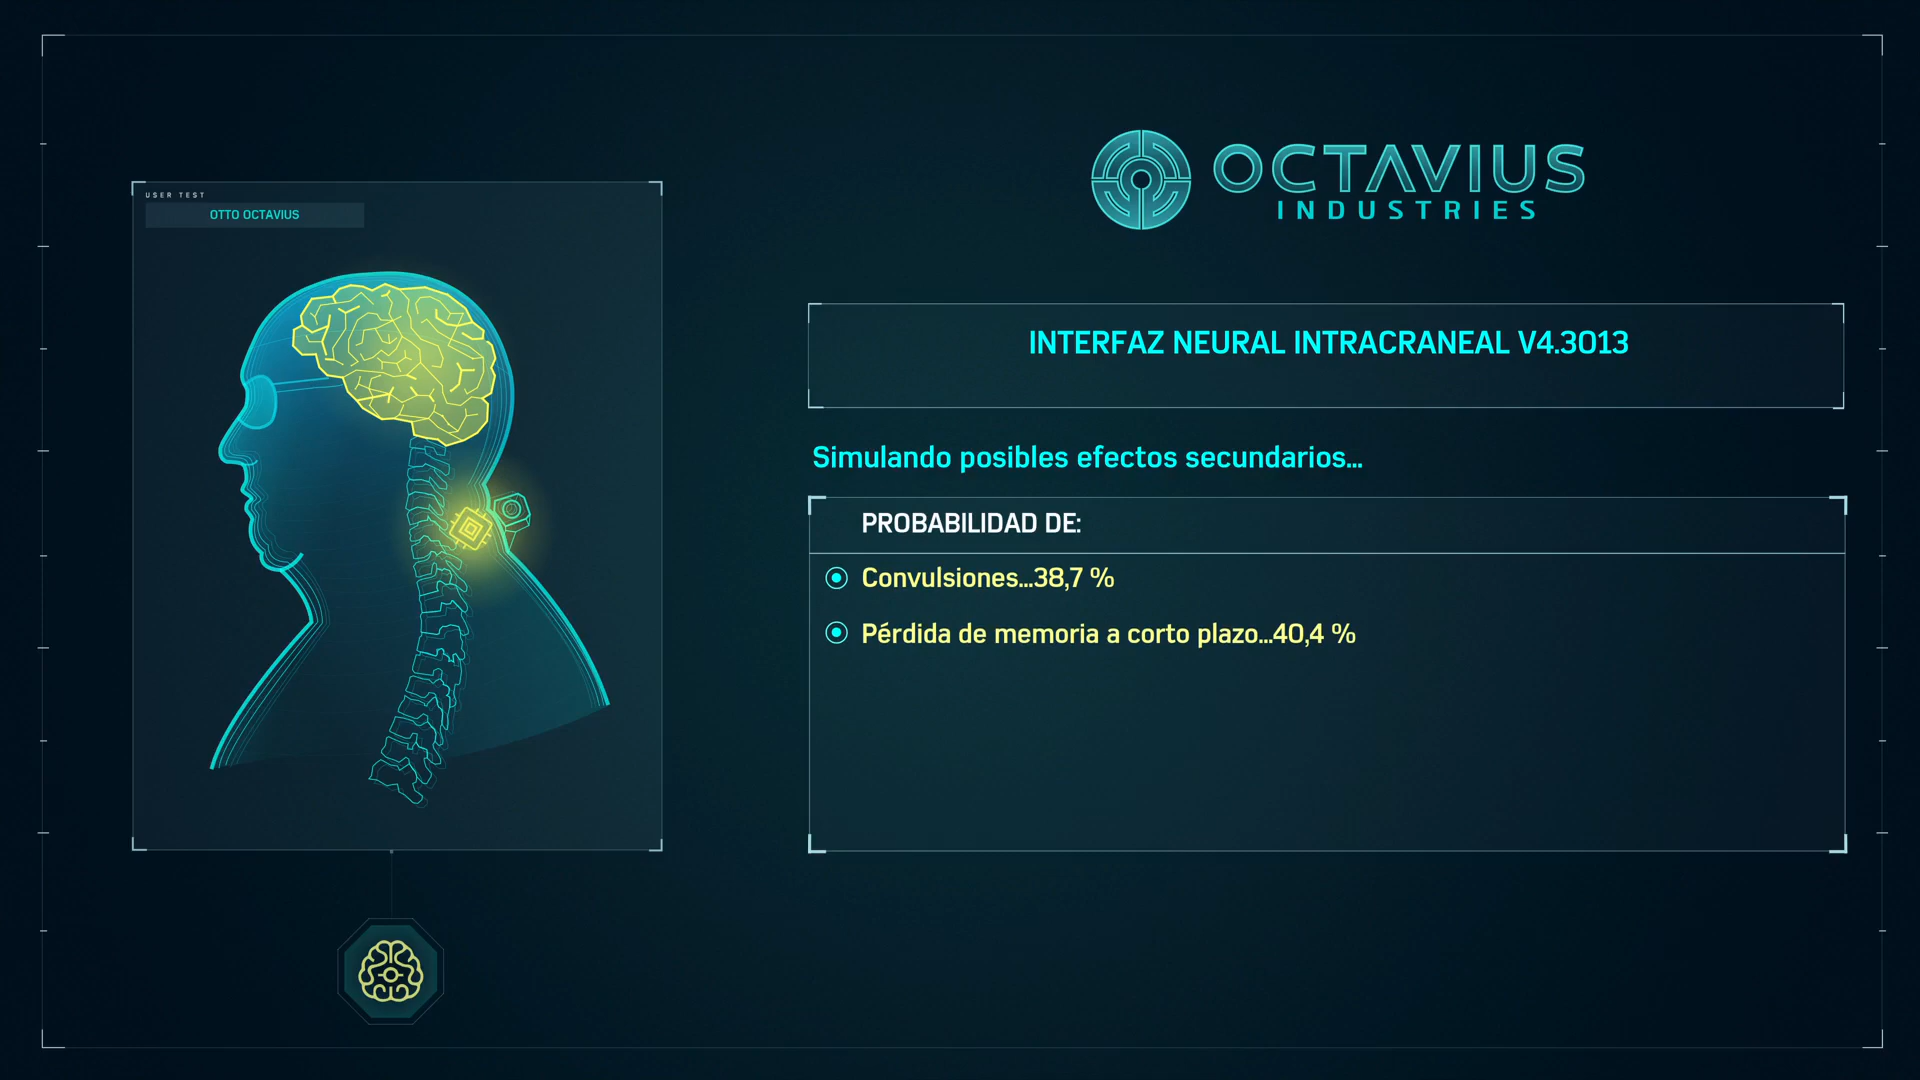 USER TEST
OTTO OCTAVIUS
OCTAVIUS
INDUSTRIES
INTERFAZ NEURAL INTRACRANEAL V4.3013
Simulando posibles efectos secundarios...
PROBABILIDAD DE:
Convulsiones...38,7 %
Pérdida de memoria a corto plazo...40,4 %